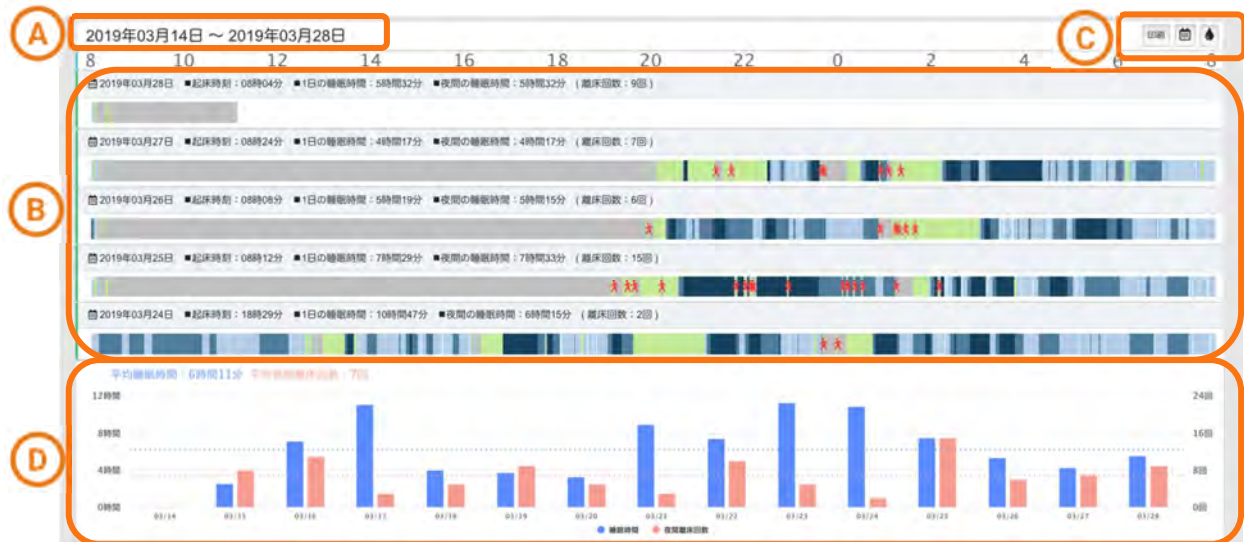 A
2019年03月14日 ～ 2019年03月28日
C
印刷
8 10 12 14 16 18 20 22 0 2 4 6 8
B
2019年03月28日 ■起床時刻：08時04分 ■1日の睡眠時間：5時間32分 ■夜間の睡眠時間：5時間32分 (離床回数：9回)
2019年03月27日 ■起床時刻：08時24分 ■1日の睡眠時間：4時間17分 ■夜間の睡眠時間：4時間17分 (離床回数：7回)
2019年03月26日 ■起床時刻：08時08分 ■1日の睡眠時間：5時間19分 ■夜間の睡眠時間：5時間15分 (離床回数：6回)
2019年03月25日 ■起床時刻：08時12分 ■1日の睡眠時間：7時間29分 ■夜間の睡眠時間：7時間33分 (離床回数：15回)
2019年03月24日 ■起床時刻：18時29分 ■1日の睡眠時間：10時間47分 ■夜間の睡眠時間：6時間15分 (離床回数：2回)
D
平均睡眠時間：6時間11分 平均夜間離床回数：7回
12時間 24回
8時間 16回
4時間 8回
0時間 0回
03/14 03/15 03/16 03/17 03/18 03/19 03/20 03/21 03/22 03/23 03/24 03/25 03/26 03/27 03/28
睡眠時間 夜間離床回数